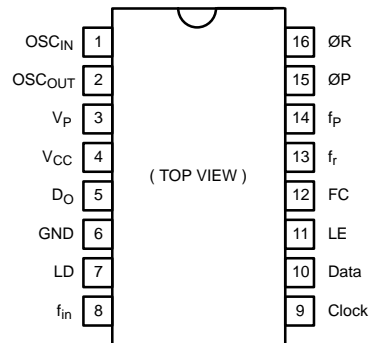 OSCIN 1 16 ØR
OSCOUT 2 15 ØP
VP 3 14 fP
VCC 4 13 fr
( TOP VIEW )
DO 5 12 FC
GND 6 11 LE
LD 7 10 Data
fin 8 9 Clock